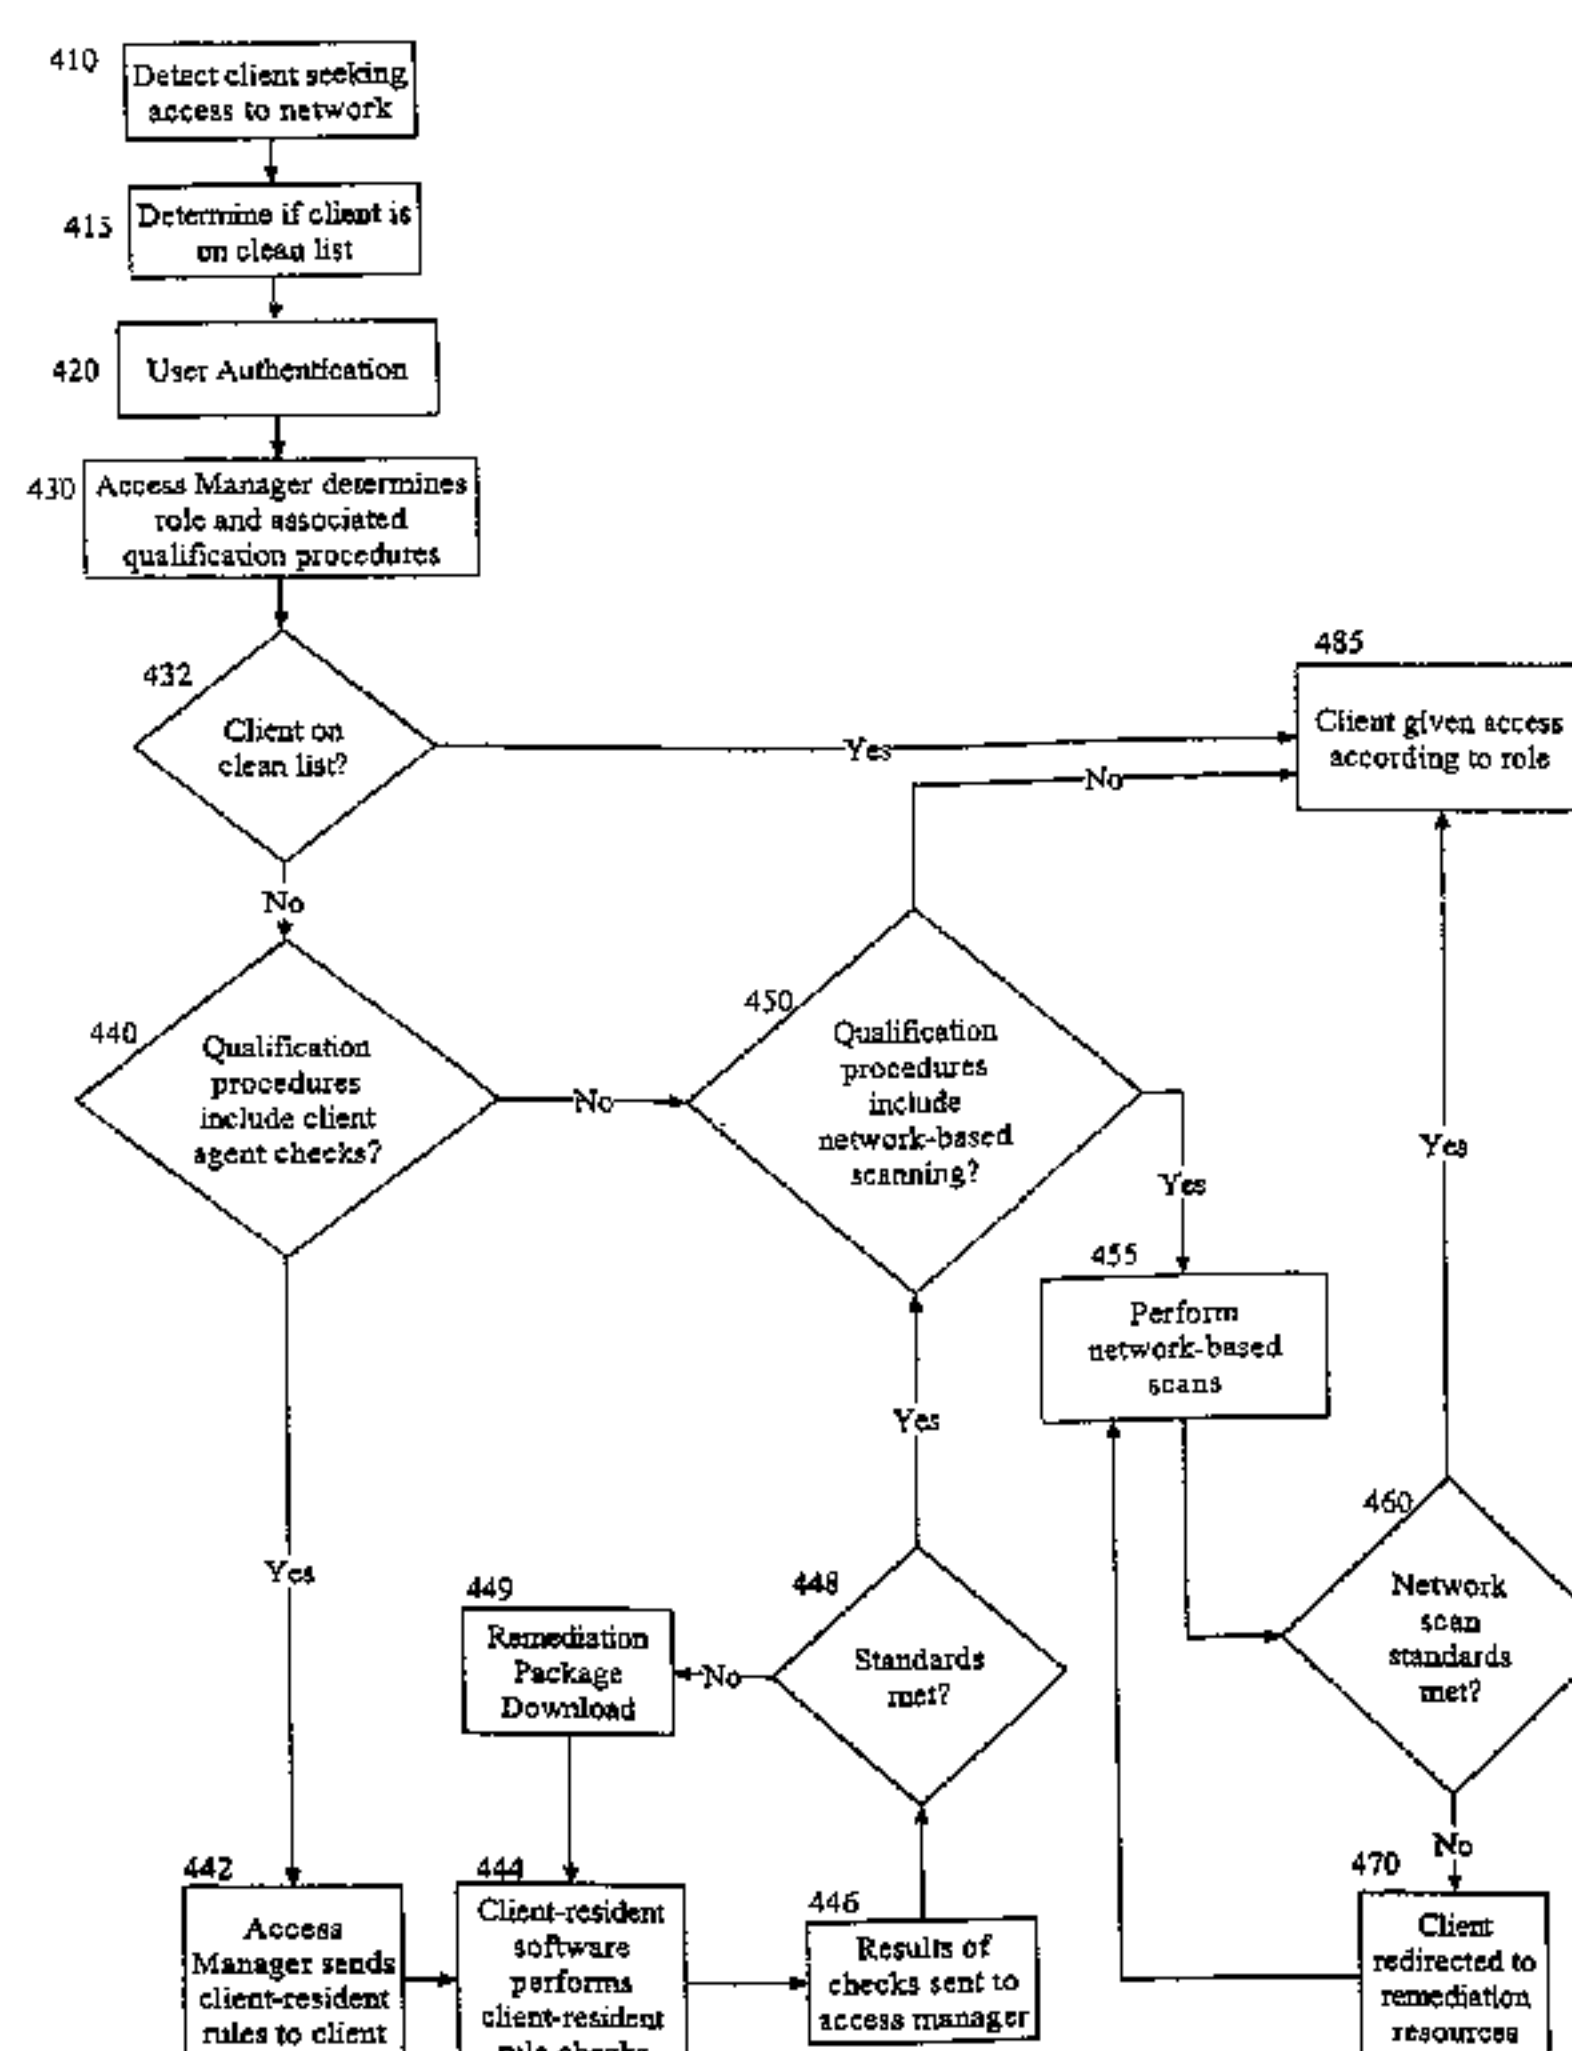 410
Detect client seeking
access to network
415
Determine if client is
on clean list
420
User Authentication
430
Access Manager determines
role and associated
qualification procedures
432
Client on
clean list?
Yes
No
485
Client given access
according to role
No
440
Qualification
procedures
include client
agent checks?
No
450
Qualification
procedures
include
network-based
scanning?
Yes
Yes
455
Perform
network-based
scans
Yes
Yes
460
Network
scan
standards
met?
449
Remediation
Package
Download
No
448
Standards
met?
No
442
Access
Manager sends
client-resident
rules to client
444
Client-resident
software
performs
client-resident
rule checks
446
Results of
checks sent to
access manager
470
Client
redirected to
remediation
resources